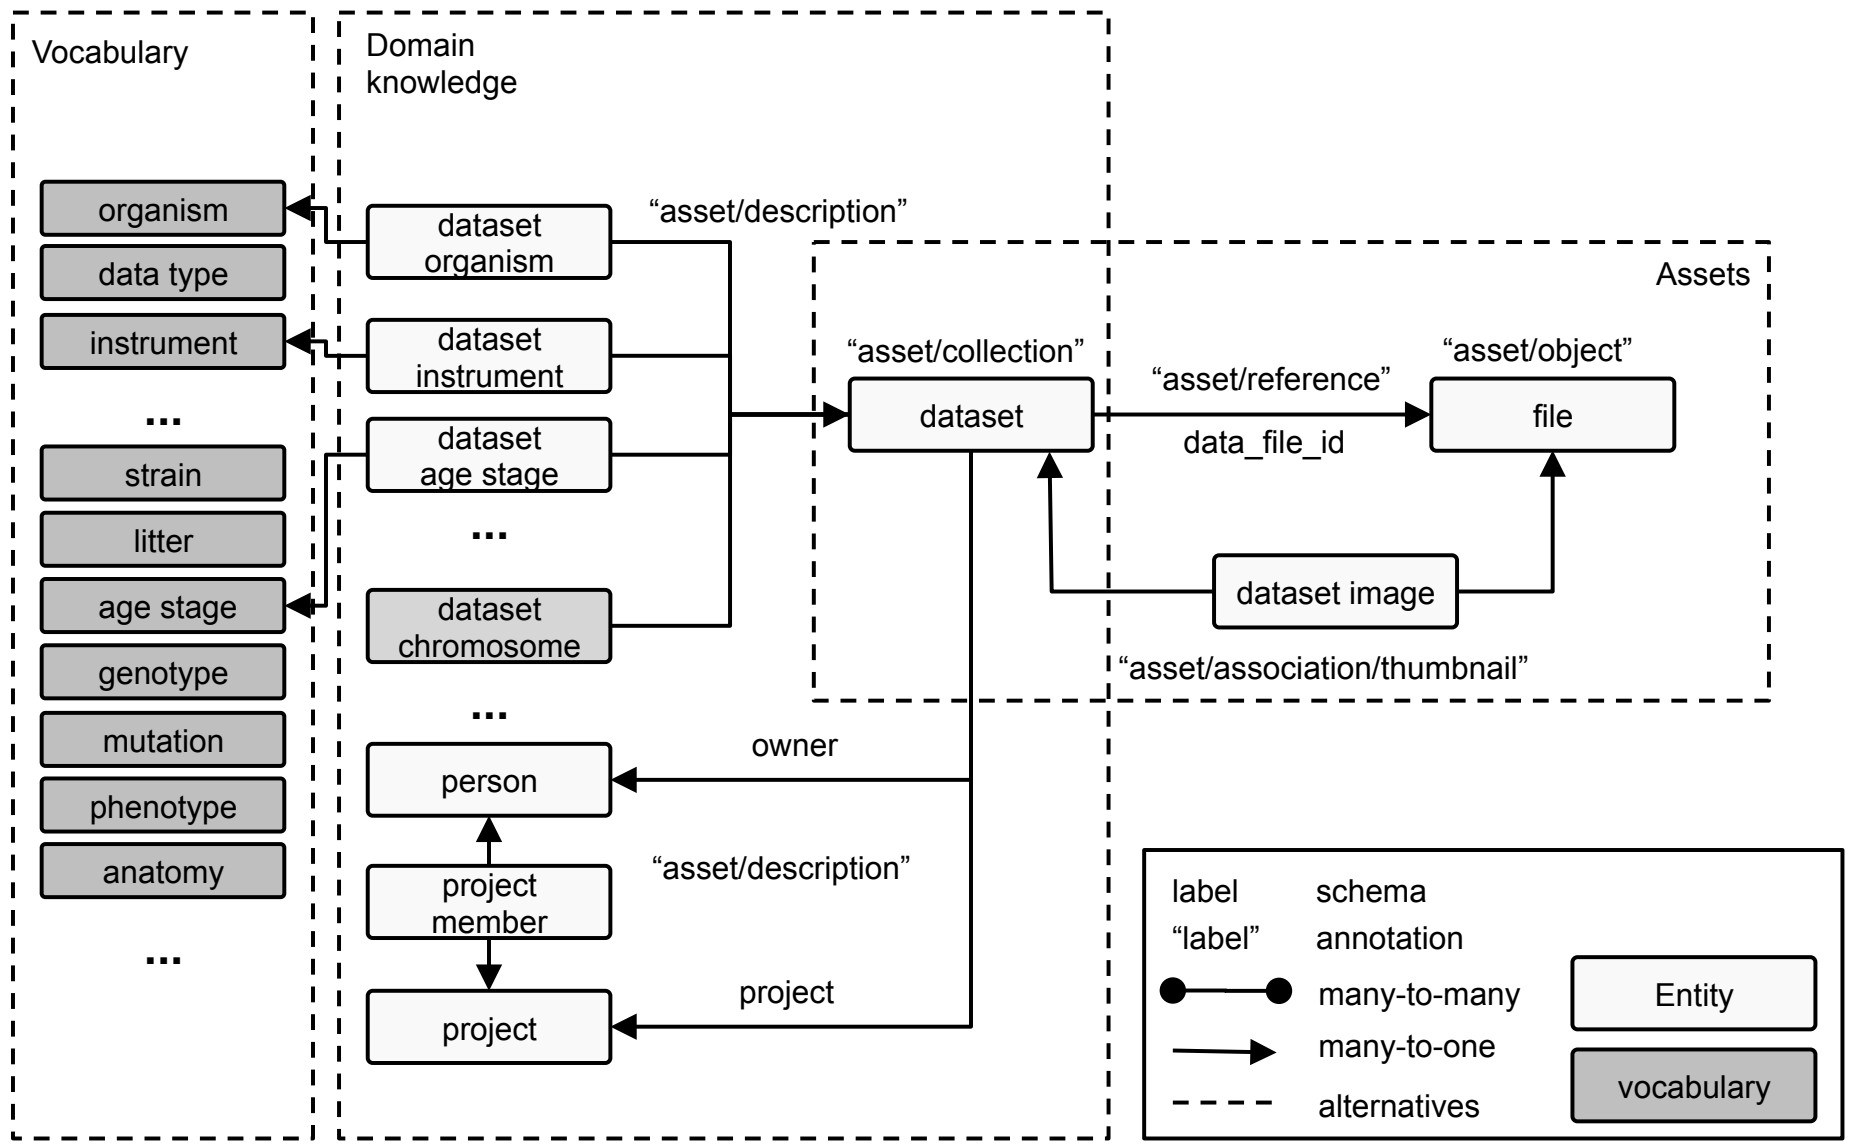 Vocabulary
organism
data type
instrument
...
strain
litter
age stage
genotype
mutation
phenotype
anatomy
...
Domain
knowledge
dataset
organism
dataset
instrument
dataset
age stage
...
dataset
chromosome
...
person
project
member
project
“asset/description”
owner
“asset/description”
project
Assets
“asset/collection”
dataset
“asset/reference”
data_file_id
“asset/object”
file
dataset image
“asset/association/thumbnail”
label schema
“label” annotation
many-to-many
many-to-one
alternatives
Entity
vocabulary